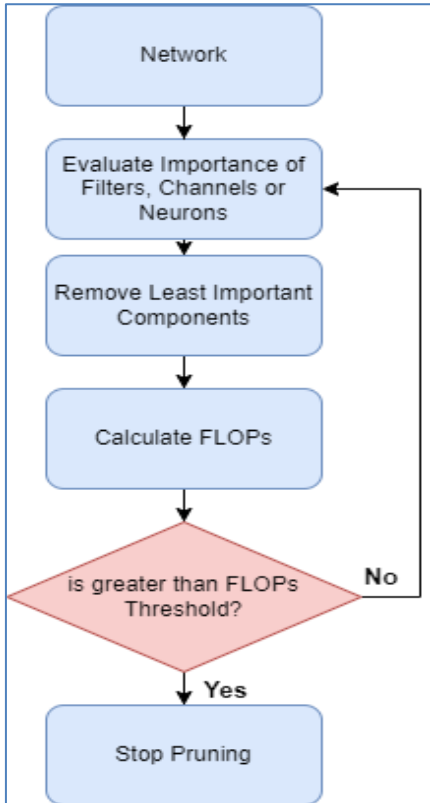 Network
Evaluate Importance of
Filters, Channels or
Neurons
Remove Least Important
Components
Calculate FLOPs
is greater than FLOPs
Threshold?
No
Yes
Stop Pruning